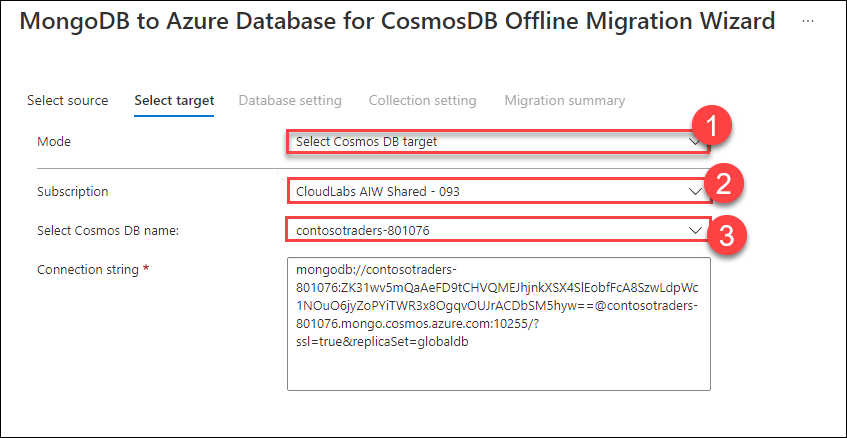 MongoDB to Azure Database for CosmosDB Offline Migration Wizard ...
Select source Select target Database setting Collection setting Migration summary
1
Mode Select Cosmos DB target
2
Subscription CloudLabs AIW Shared - 093
3
Select Cosmos DB name: contosotraders-801076
Connection string * mongodb://contosotraders-
801076:ZK31wv5mQaAeFD9tCHVQMEJhjnkXSX4SlEobfFcA8SzwLdpWc
1NOuO6jyZoPYiTWR3x8OgqvOUJrACDbSM5hyw==@contosotraders-
801076.mongo.cosmos.azure.com:10255/?
ssl=true&replicaSet=globaldb